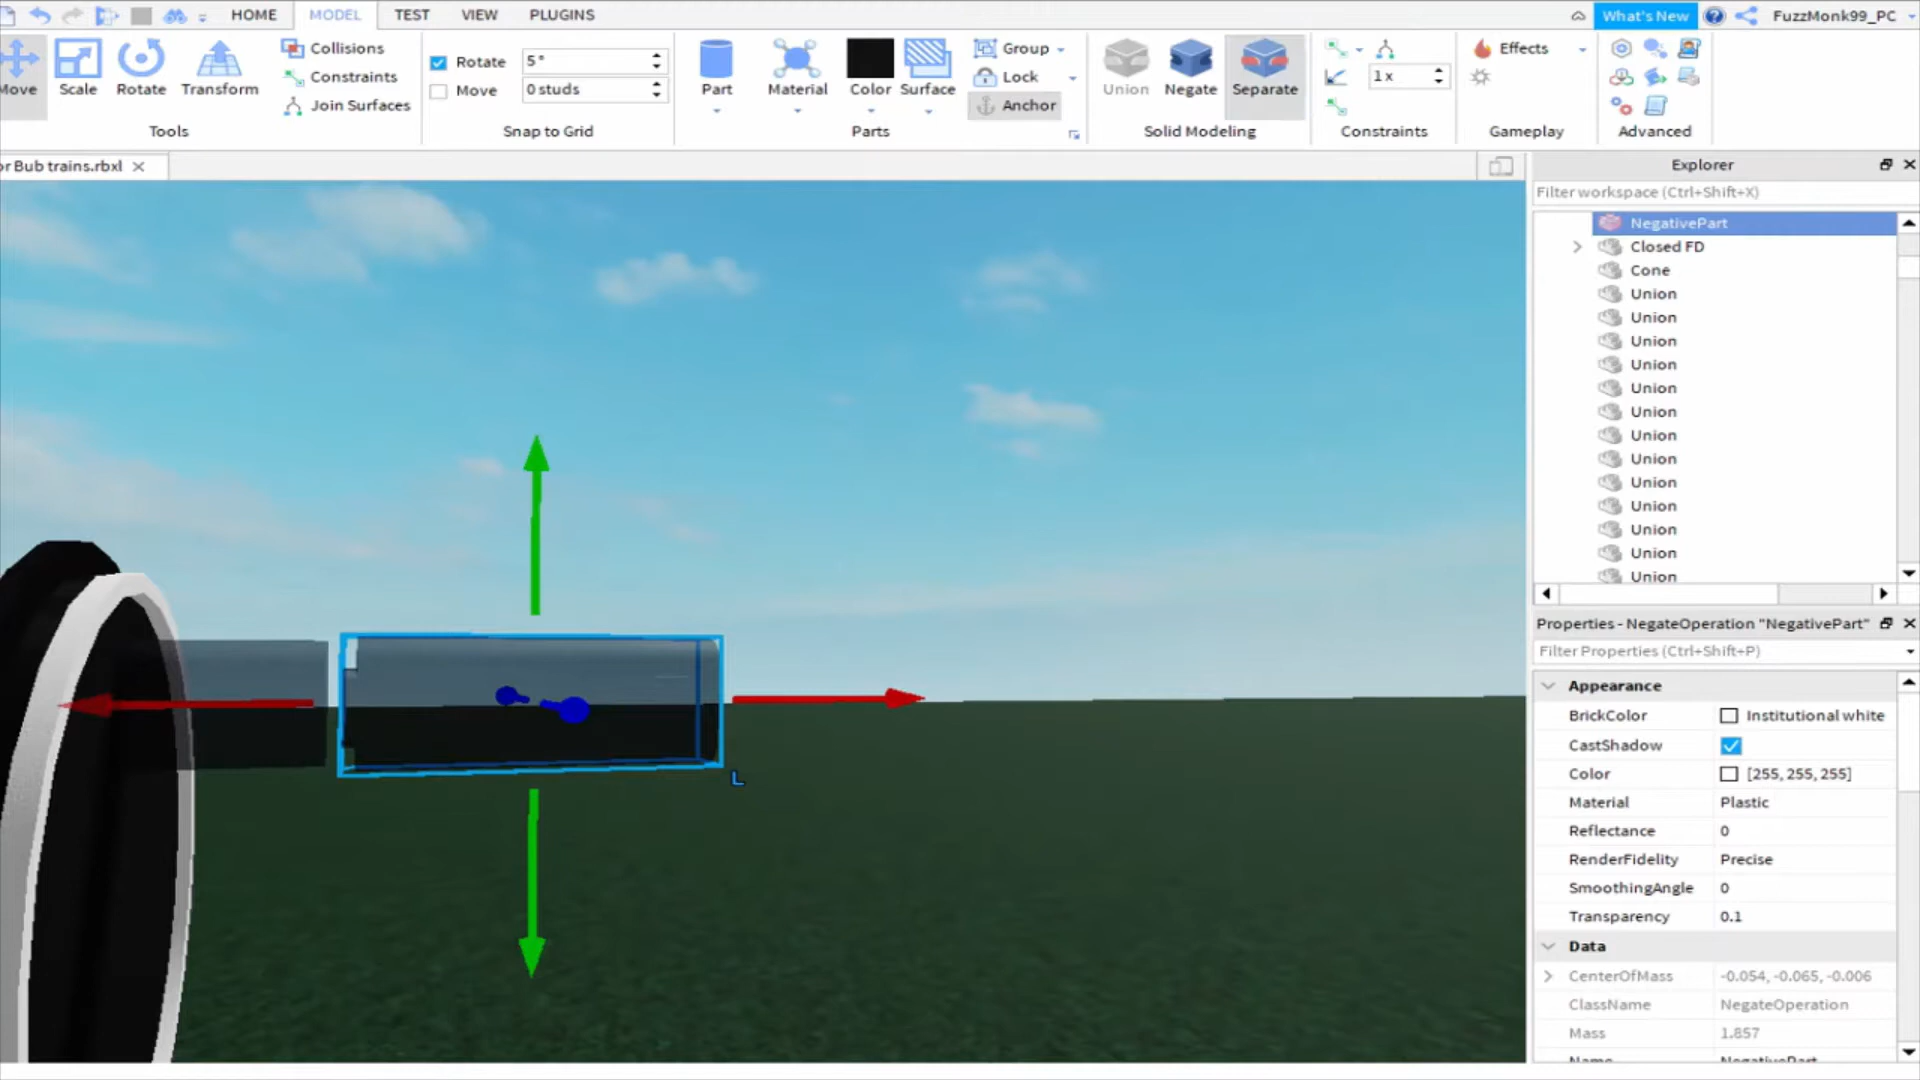 HOME MODEL TEST VIEW PLUGINS What's New FuzzMonk99_PC
Move Scale Rotate Transform
Collisions
Constraints
Join Surfaces
Tools
Rotate 5°
Move 0 studs
Snap to Grid
Part Material Color Surface
Group
Lock
Anchor
Parts
Union Negate Separate
Solid Modeling
1 x
Constraints
Effects
Gameplay
Advanced
or Bub trains.rbxl
L
Explorer
Filter workspace (Ctrl+Shift+X)
NegativePart
Closed FD
Cone
Union
Union
Union
Union
Union
Union
Union
Union
Union
Union
Union
Union
Union
Properties - NegateOperation "NegativePart"
Filter Properties (Ctrl+Shift+P)
Appearance
BrickColor Institutional white
CastShadow
Color [255, 255, 255]
Material Plastic
Reflectance 0
RenderFidelity Precise
SmoothingAngle 0
Transparency 0.1
Data
CenterOfMass -0.054, -0.065, -0.006
ClassName NegateOperation
Mass 1.857
Name NegativePart